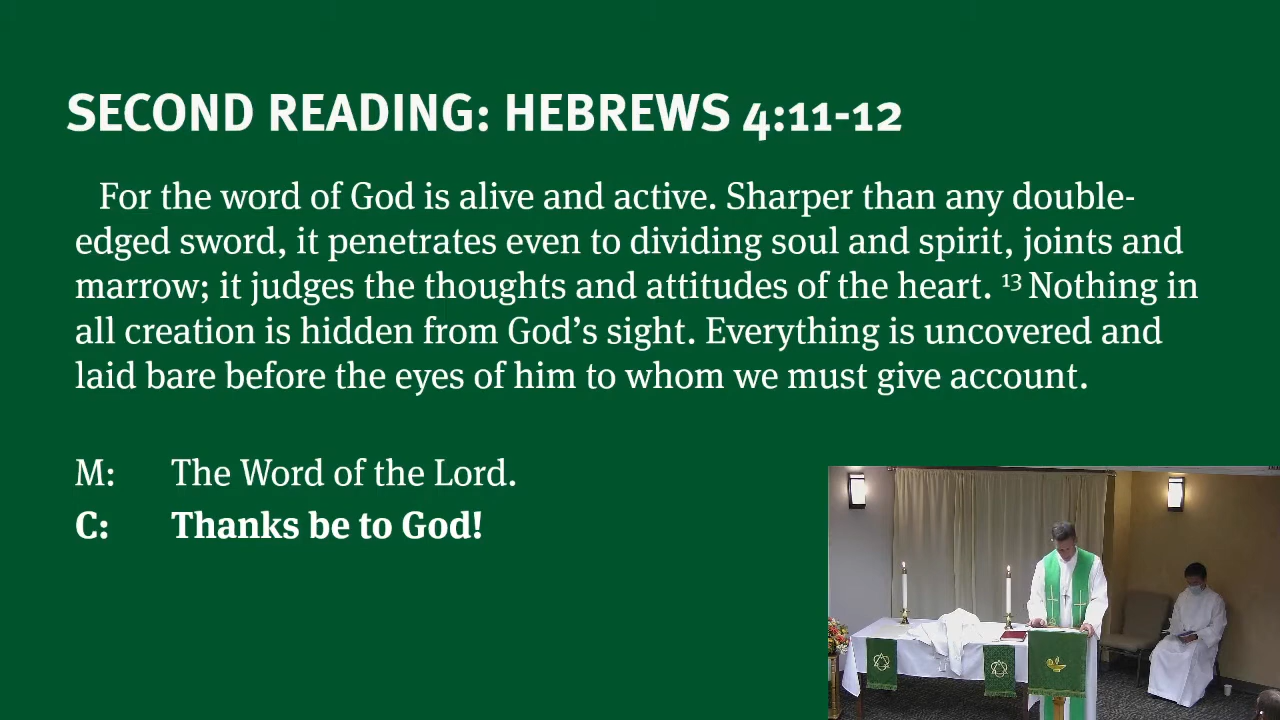 SECOND READING: HEBREWS 4:11-12
For the word of God is alive and active. Sharper than any double-
edged sword, it penetrates even to dividing soul and spirit, joints and
marrow; it judges the thoughts and attitudes of the heart. ¹³ Nothing in
all creation is hidden from God’s sight. Everything is uncovered and
laid bare before the eyes of him to whom we must give account.
M: The Word of the Lord.
C: Thanks be to God!